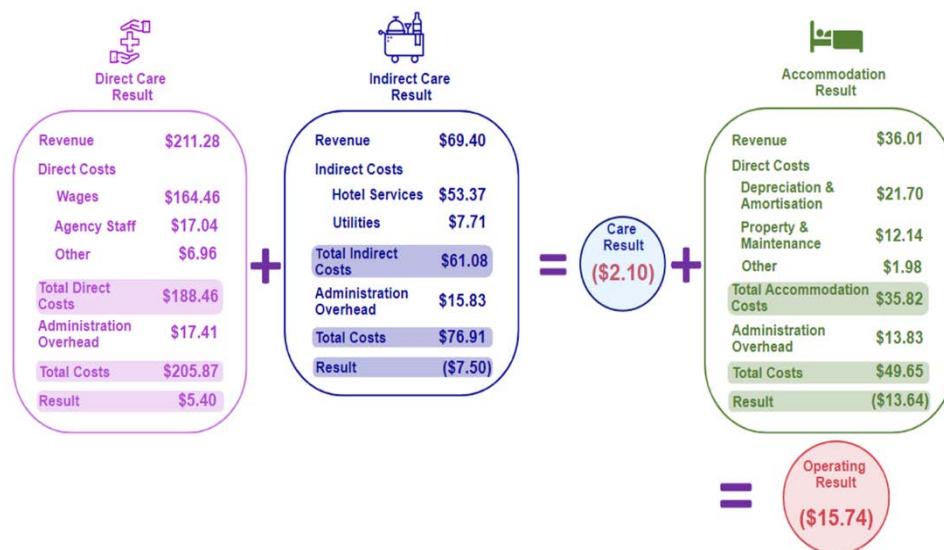 Direct Care
Result
Revenue $211.28
Direct Costs
Wages $164.46
Agency Staff $17.04
Other $6.96
Total Direct
Costs $188.46
Administration
Overhead $17.41
Total Costs $205.87
Result $5.40
+
Indirect Care
Result
Revenue $69.40
Indirect Costs
Hotel Services $53.37
Utilities $7.71
Total Indirect
Costs $61.08
Administration
Overhead $15.83
Total Costs $76.91
Result ($7.50)
=
Care
Result
($2.10)
+
Accommodation
Result
Revenue $36.01
Direct Costs
Depreciation &
Amortisation $21.70
Property &
Maintenance $12.14
Other $1.98
Total Accommodation
Costs $35.82
Administration
Overhead $13.83
Total Costs $49.65
Result ($13.64)
=
Operating
Result
($15.74)